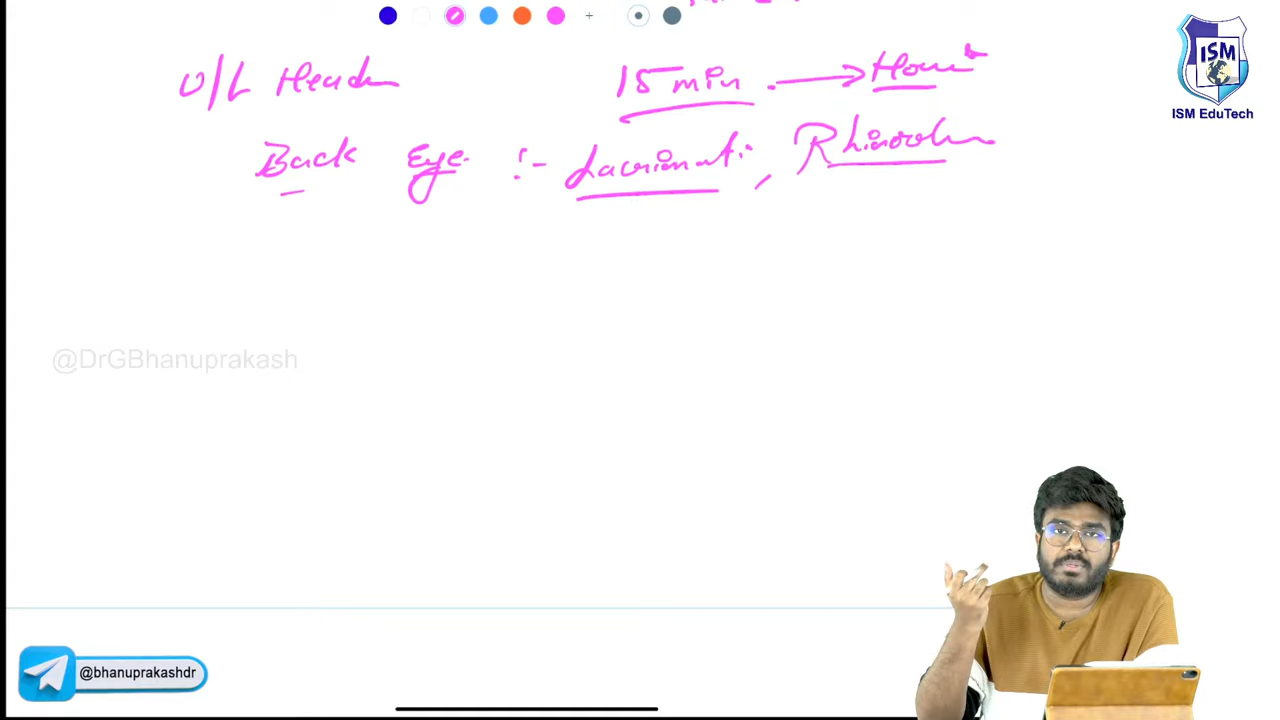 ISM
ISM EduTech
U/L Heada
15 min → Hour
Back Eye :- Lacrimati , Rhinorrh
@DrGBhanuprakash
@bhanuprakashdr